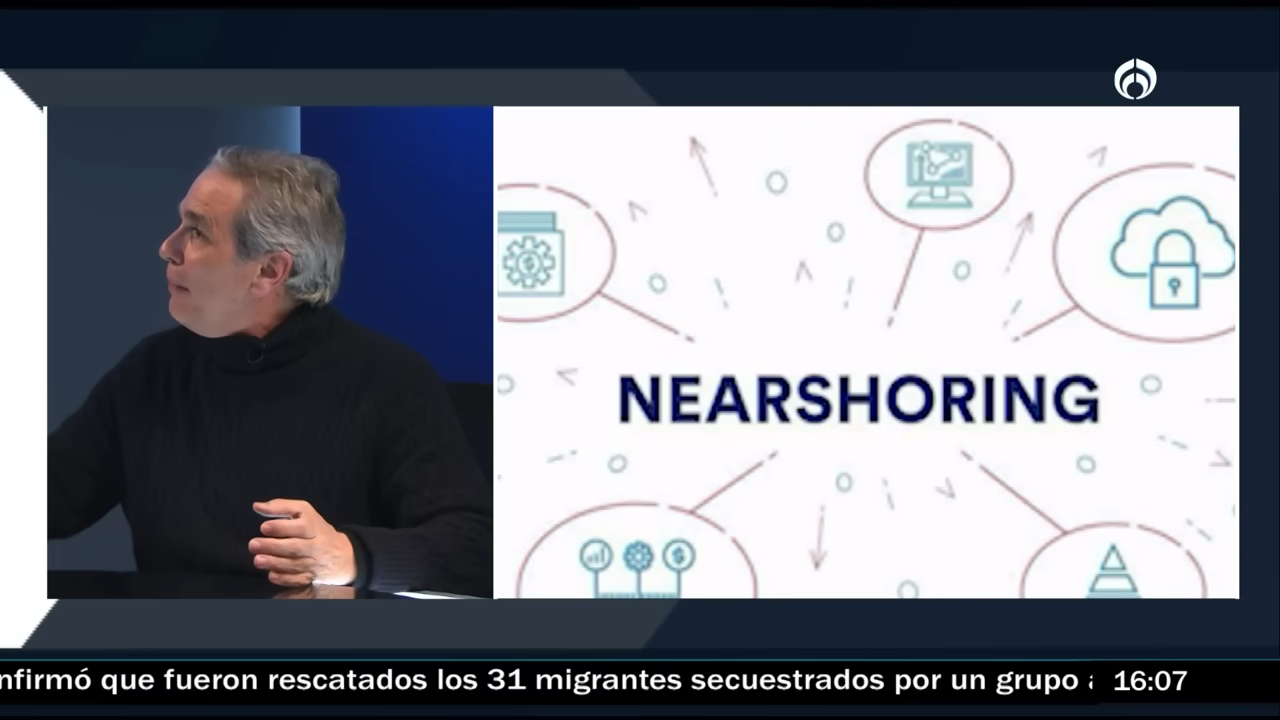 NEARSHORING
nfirmó que fueron rescatados los 31 migrantes secuestrados por un grupo
16:07